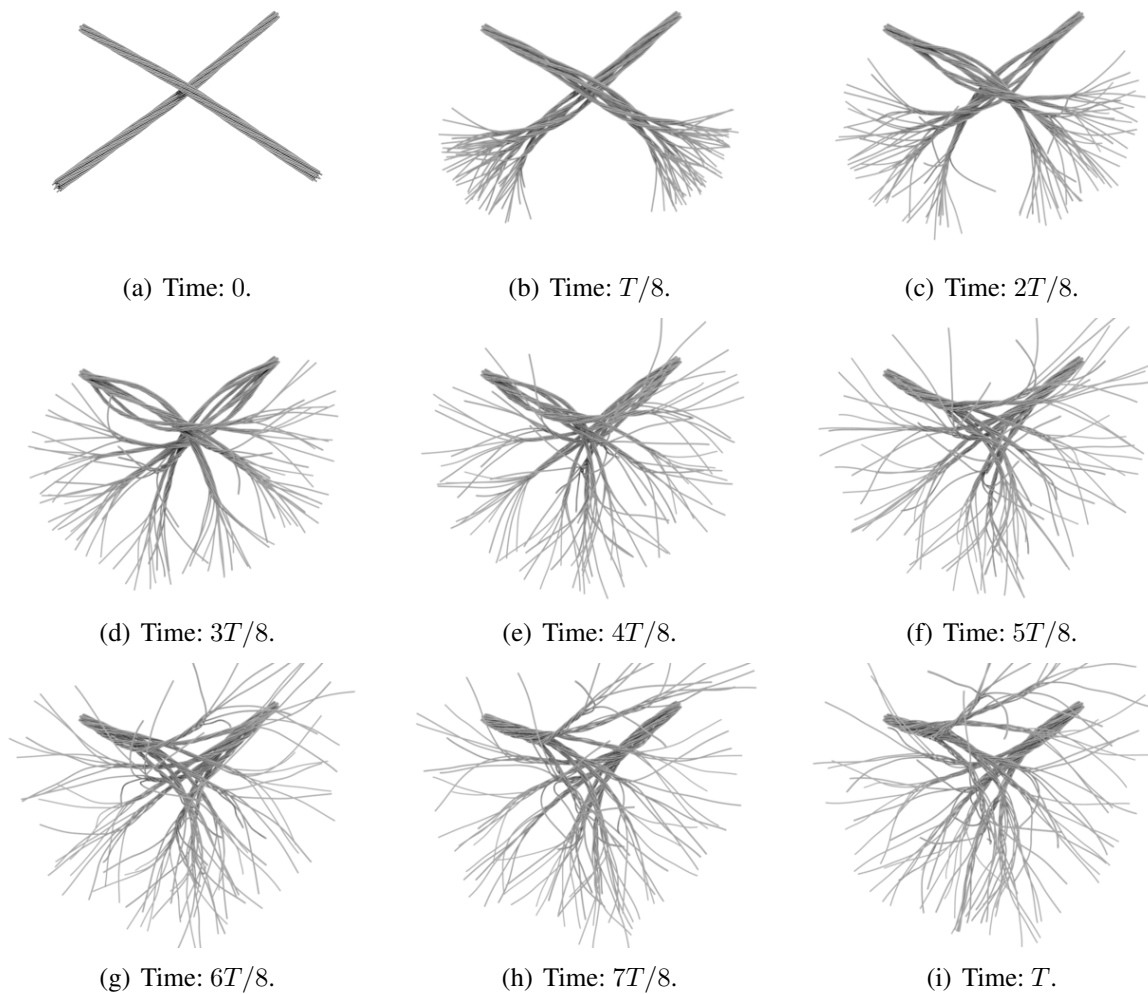 (a) Time: 0.
(b) Time: T/8.
(c) Time: 2T/8.
(d) Time: 3T/8.
(e) Time: 4T/8.
(f) Time: 5T/8.
(g) Time: 6T/8.
(h) Time: 7T/8.
(i) Time: T.